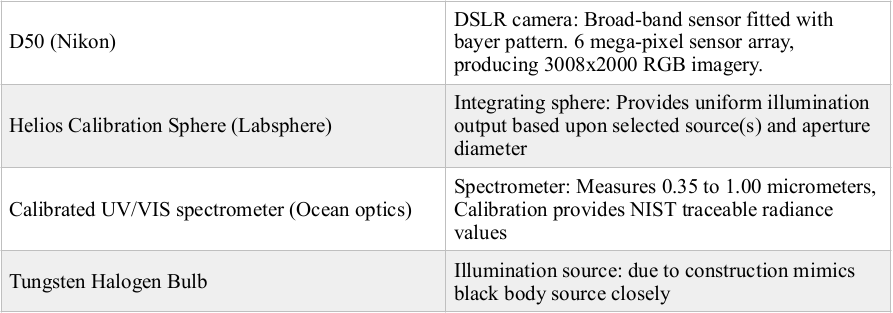 D50 (Nikon)
DSLR camera: Broad-band sensor fitted with
bayer pattern. 6 mega-pixel sensor array,
producing 3008x2000 RGB imagery.
Helios Calibration Sphere (Labsphere)
Integrating sphere: Provides uniform illumination
output based upon selected source(s) and aperture
diameter
Calibrated UV/VIS spectrometer (Ocean optics)
Spectrometer: Measures 0.35 to 1.00 micrometers,
Calibration provides NIST traceable radiance
values
Tungsten Halogen Bulb
Illumination source: due to construction mimics
black body source closely